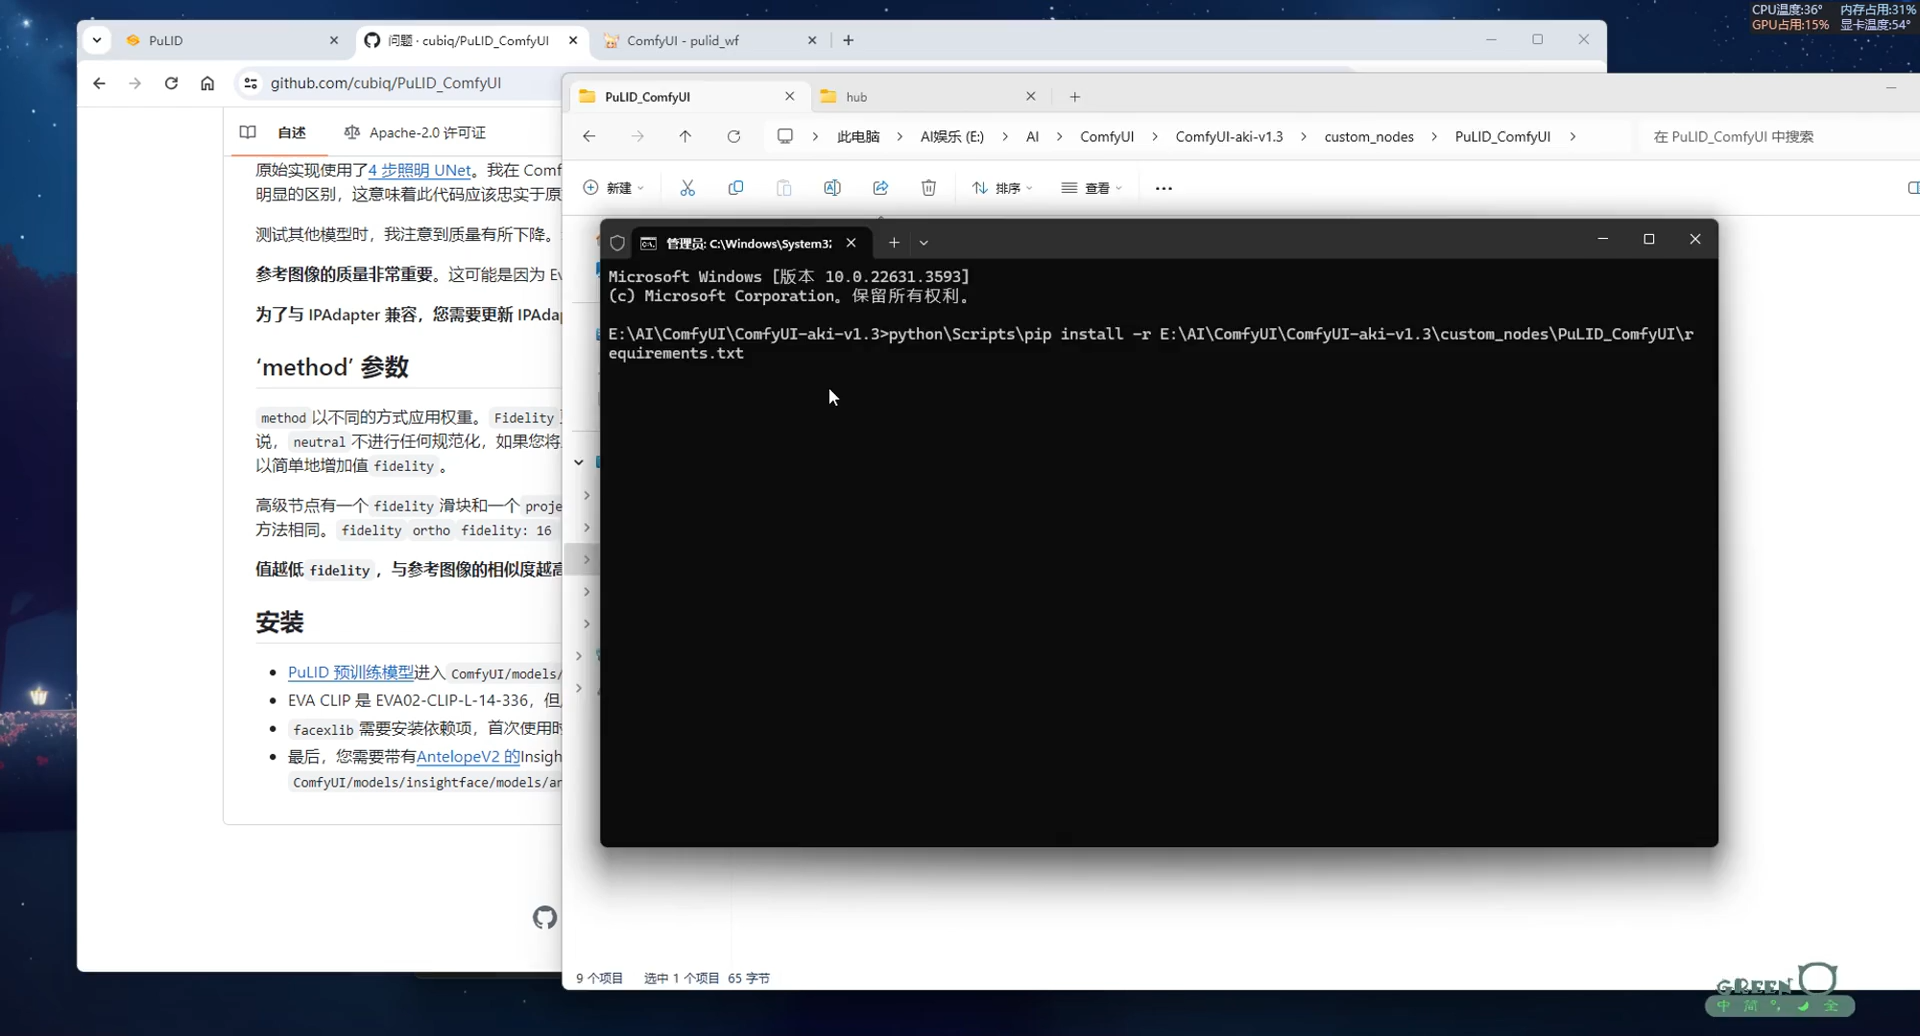 CPU温度:36° 内存占用:31%
GPU占用:15% 显卡温度:54°
PuLID
问题 · cubiq/PuLID_ComfyUI
ComfyUI - pulid_wf
github.com/cubiq/PuLID_ComfyUI
自述
Apache-2.0 许可证
原始实现使用了4 步照明 UNet。我在 Comf
明显的区别，这意味着此代码应该忠实于原
测试其他模型时，我注意到质量有所下降。
参考图像的质量非常重要。这可能是因为 Ev
为了与 IPAdapter 兼容，您需要更新 IPAda
‘method’ 参数
method 以不同的方式应用权重。 Fidelity
说， neutral 不进行任何规范化，如果您将
以简单地增加值 fidelity 。
高级节点有一个 fidelity 滑块和一个 proje
方法相同。 fidelity ortho fidelity: 16
值越低 fidelity ，与参考图像的相似度越高
安装
PuLID 预训练模型进入 ComfyUI/models/
EVA CLIP 是 EVA02-CLIP-L-14-336，但
facexlib 需要安装依赖项，首次使用时
最后，您需要带有AntelopeV2 的Insigh
ComfyUI/models/insightface/models/an
PuLID_ComfyUI
hub
此电脑 AI娱乐 (E:) AI ComfyUI ComfyUI-aki-v1.3 custom_nodes PuLID_ComfyUI
在 PuLID_ComfyUI 中搜索
新建
排序
查看
管理员: C:\Windows\System32
Microsoft Windows [版本 10.0.22631.3593]
(c) Microsoft Corporation。保留所有权利。
E:\AI\ComfyUI\ComfyUI-aki-v1.3>python\Scripts\pip install -r E:\AI\ComfyUI\ComfyUI-aki-v1.3\custom_nodes\PuLID_ComfyUI\r
equirements.txt
9 个项目 选中 1 个项目 65 字节
GREEN
中 简 全